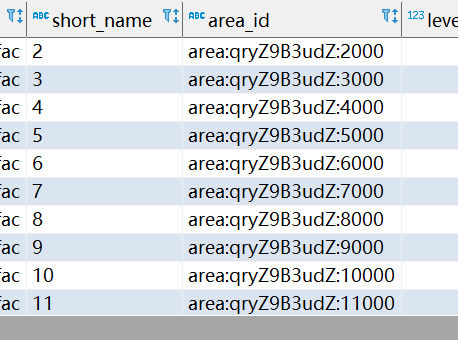 ABC short_name ABC area_id 123 leve
fac 2 area:qryZ9B3udZ:2000
fac 3 area:qryZ9B3udZ:3000
fac 4 area:qryZ9B3udZ:4000
fac 5 area:qryZ9B3udZ:5000
fac 6 area:qryZ9B3udZ:6000
fac 7 area:qryZ9B3udZ:7000
fac 8 area:qryZ9B3udZ:8000
fac 9 area:qryZ9B3udZ:9000
fac 10 area:qryZ9B3udZ:10000
fac 11 area:qryZ9B3udZ:11000